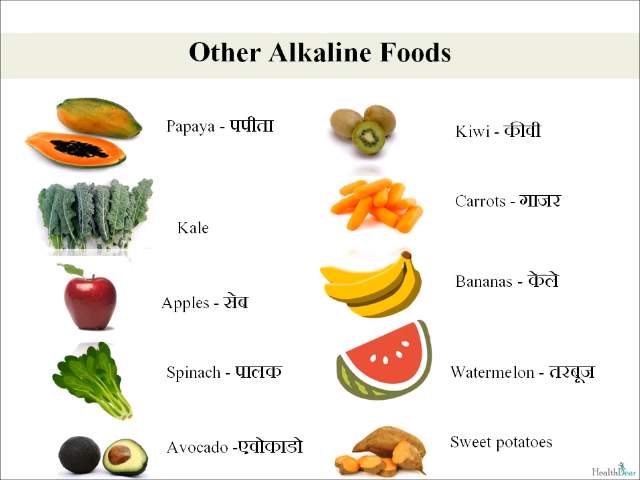 Other Alkaline Foods
Papaya - पपीता
Kale
Apples - सेब
Spinach - पालक
Avocado -एवोकाडो
Kiwi - कीवी
Carrots - गाजर
Bananas - केले
Watermelon - तरबूज
Sweet potatoes
HealthDear